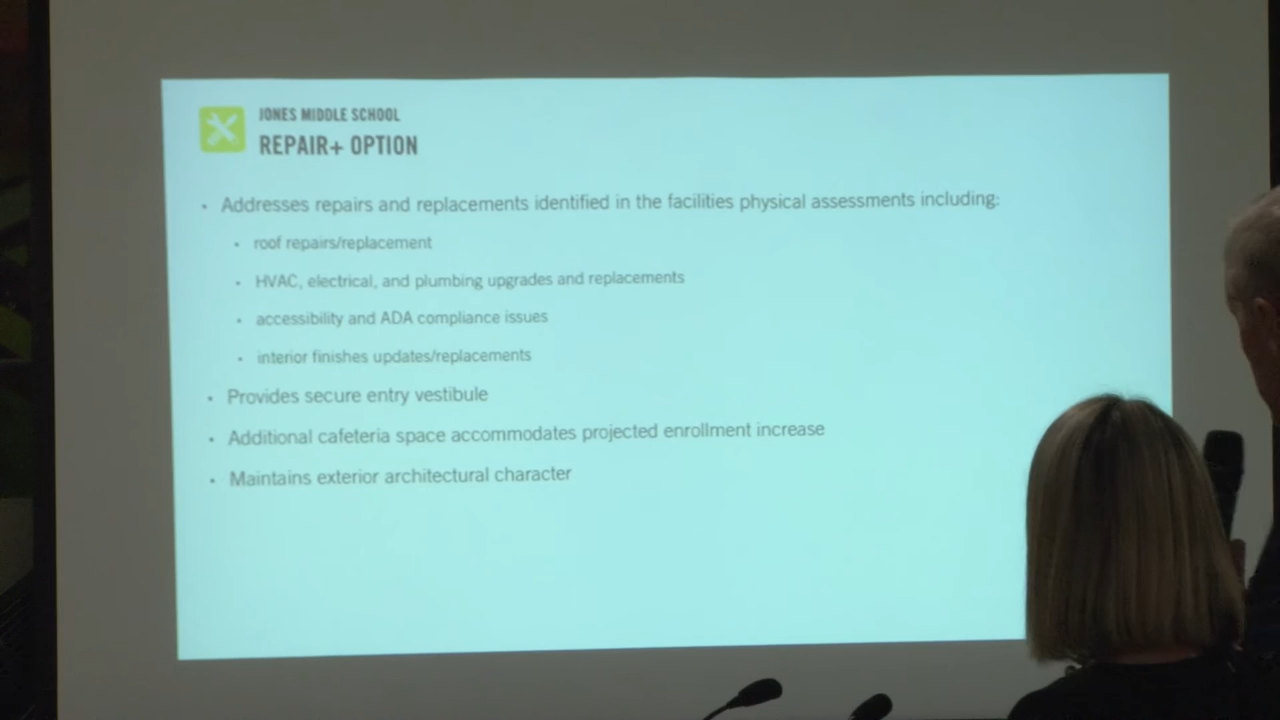 JONES MIDDLE SCHOOL
REPAIR+ OPTION
• Addresses repairs and replacements identified in the facilities physical assessments including:
• roof repairs/replacement
• HVAC, electrical, and plumbing upgrades and replacements
• accessibility and ADA compliance issues
• interior finishes updates/replacements
• Provides secure entry vestibule
• Additional cafeteria space accommodates projected enrollment increase
• Maintains exterior architectural character